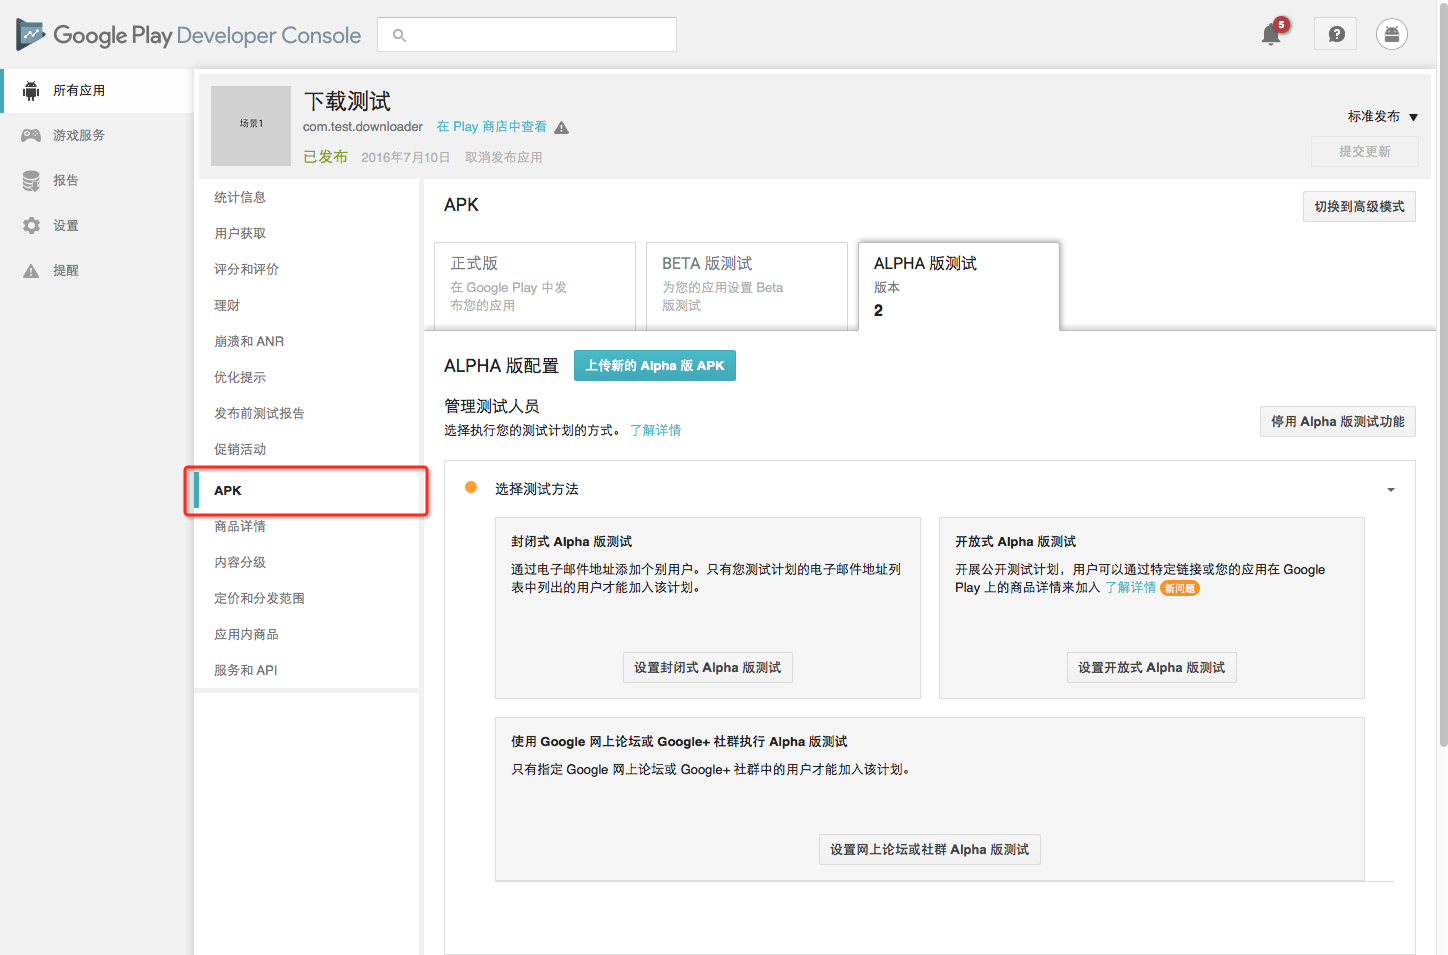 Google Play Developer Console
5
所有应用
游戏服务
报告
设置
提醒
场景1
下载测试
com.test.downloader 在 Play 商店中查看
已发布 2016年7月10日 取消发布应用
标准发布
提交更新
统计信息
用户获取
评分和评价
理财
崩溃和 ANR
优化提示
发布前测试报告
促销活动
APK
商品详情
内容分级
定价和分发范围
应用内商品
服务和 API
APK
切换到高级模式
正式版
在 Google Play 中发
布您的应用
BETA 版测试
为您的应用设置 Beta
版测试
ALPHA 版测试
版本
2
ALPHA 版配置 上传新的 Alpha 版 APK
管理测试人员
选择执行您的测试计划的方式。 了解详情
停用 Alpha 版测试功能
选择测试方法
封闭式 Alpha 版测试
通过电子邮件地址添加个别用户。只有您测试计划的电子邮件地址列
表中列出的用户才能加入该计划。
设置封闭式 Alpha 版测试
开放式 Alpha 版测试
开展公开测试计划，用户可以通过特定链接或您的应用在 Google
Play 上的商品详情来加入 了解详情 新问题
设置开放式 Alpha 版测试
使用 Google 网上论坛或 Google+ 社群执行 Alpha 版测试
只有指定 Google 网上论坛或 Google+ 社群中的用户才能加入该计划。
设置网上论坛或社群 Alpha 版测试